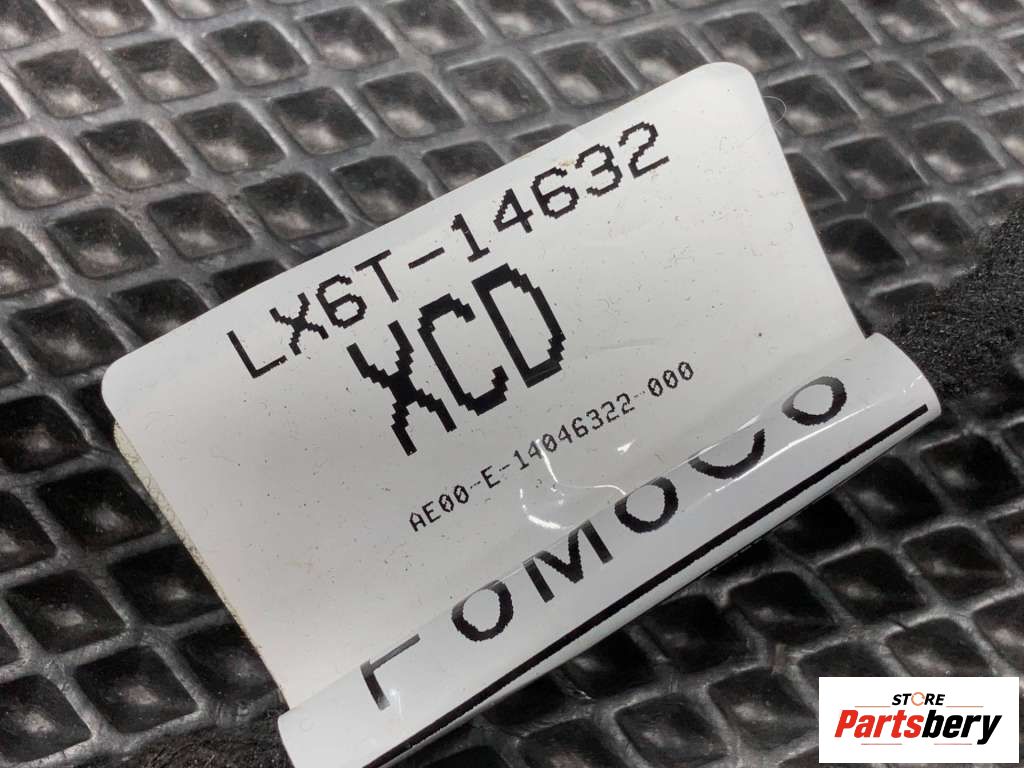 LX6T-14632
XCD
AE00-E-14046322-000
FOMOCO
STORE
Partsbery